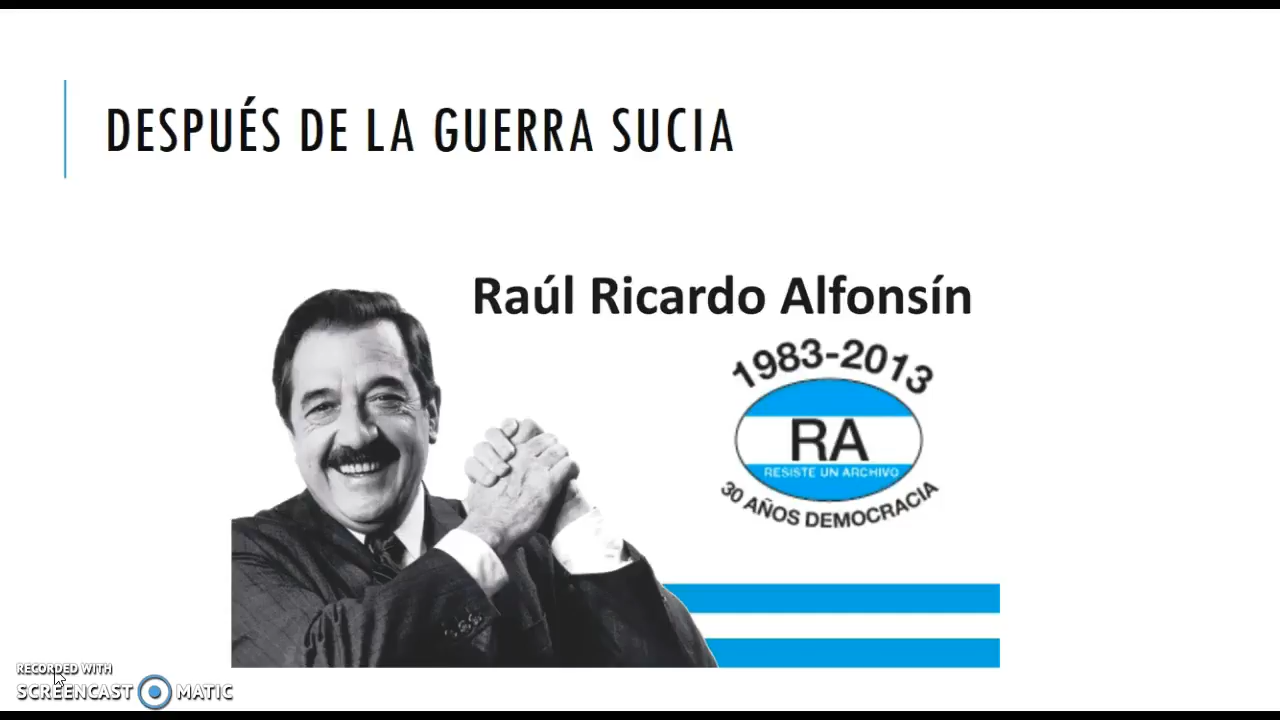 DESPUÉS DE LA GUERRA SUCIA
Raúl Ricardo Alfonsín
1983-2013
RA
RESISTE UN ARCHIVO
30 AÑOS DEMOCRACIA
RECORDED WITH
SCREENCAST MATIC